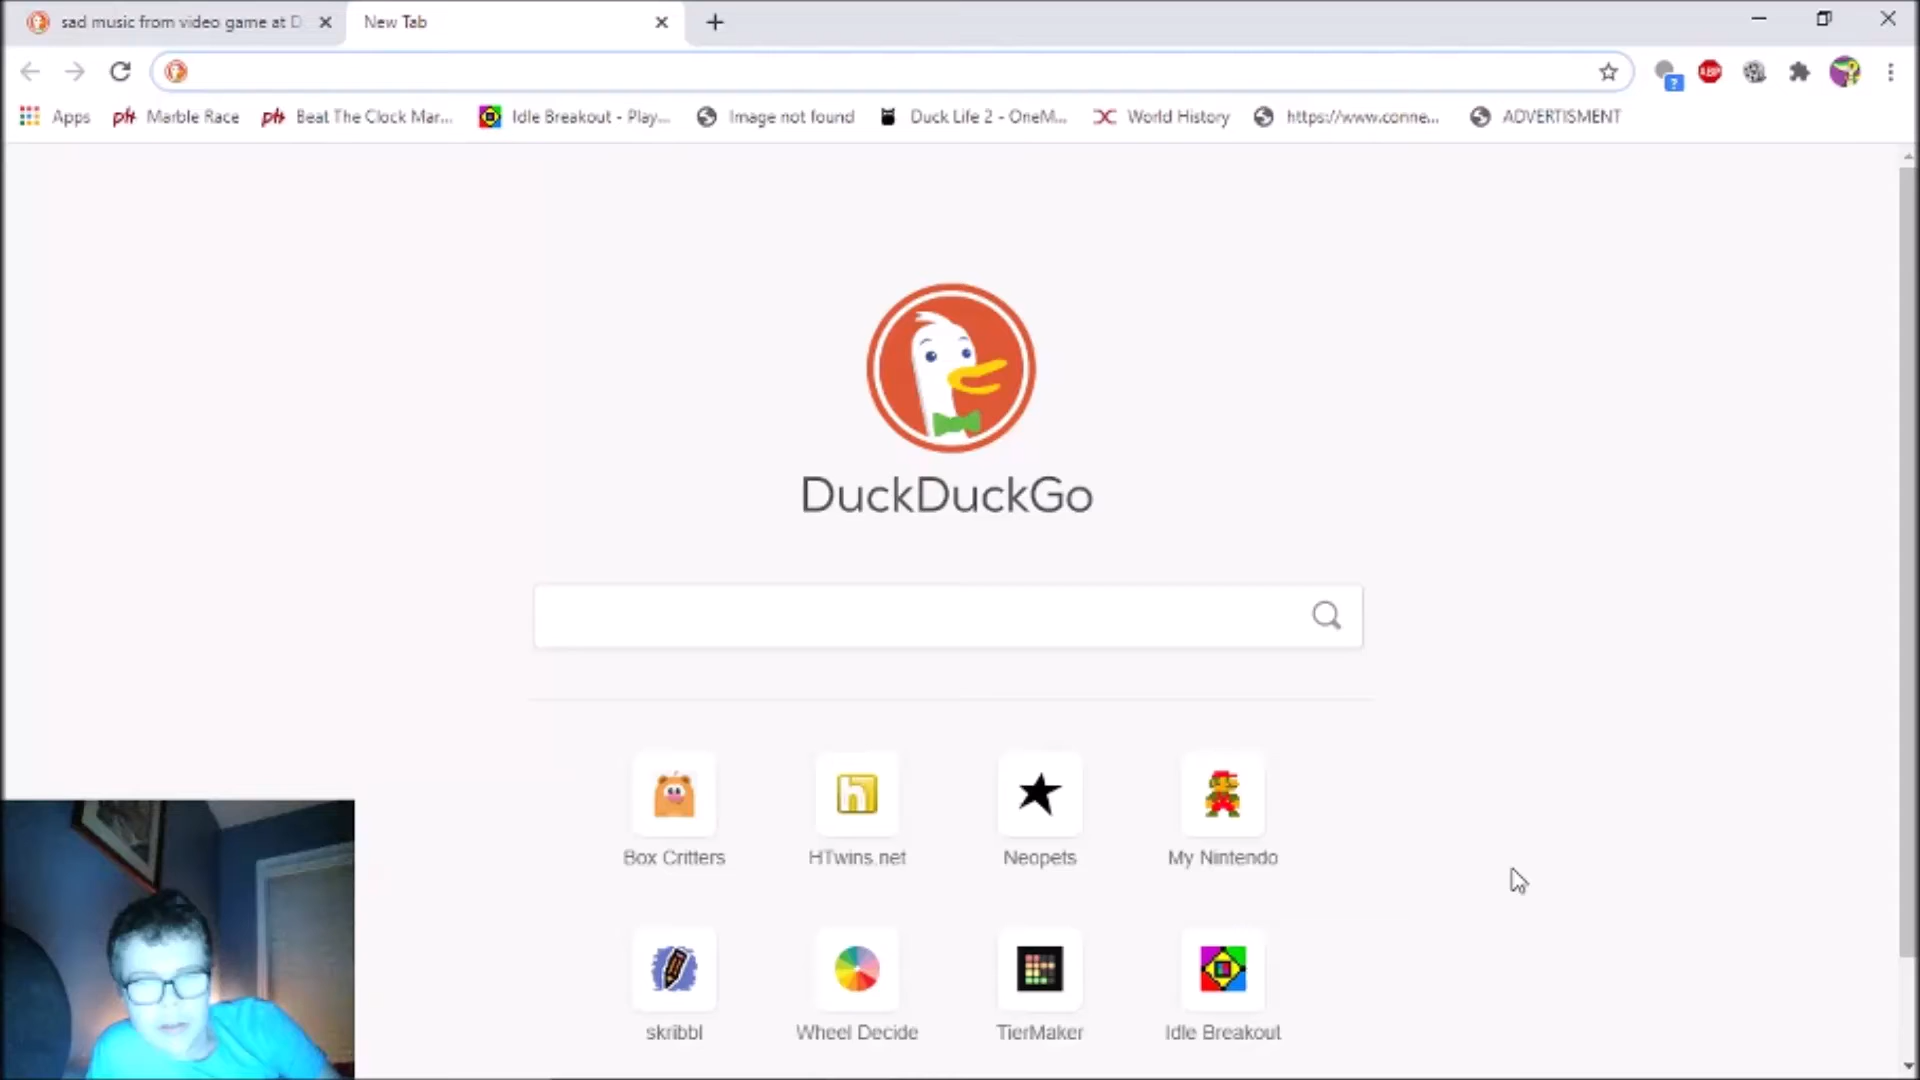 sad music from video game at D
New Tab
ABP
?
Apps
Marble Race
Beat The Clock Mar...
Idle Breakout - Play...
Image not found
Duck Life 2 - OneM...
World History
https://www.conne...
ADVERTISMENT
DuckDuckGo
Box Critters
HTwins.net
Neopets
My Nintendo
skribbl
Wheel Decide
TierMaker
Idle Breakout